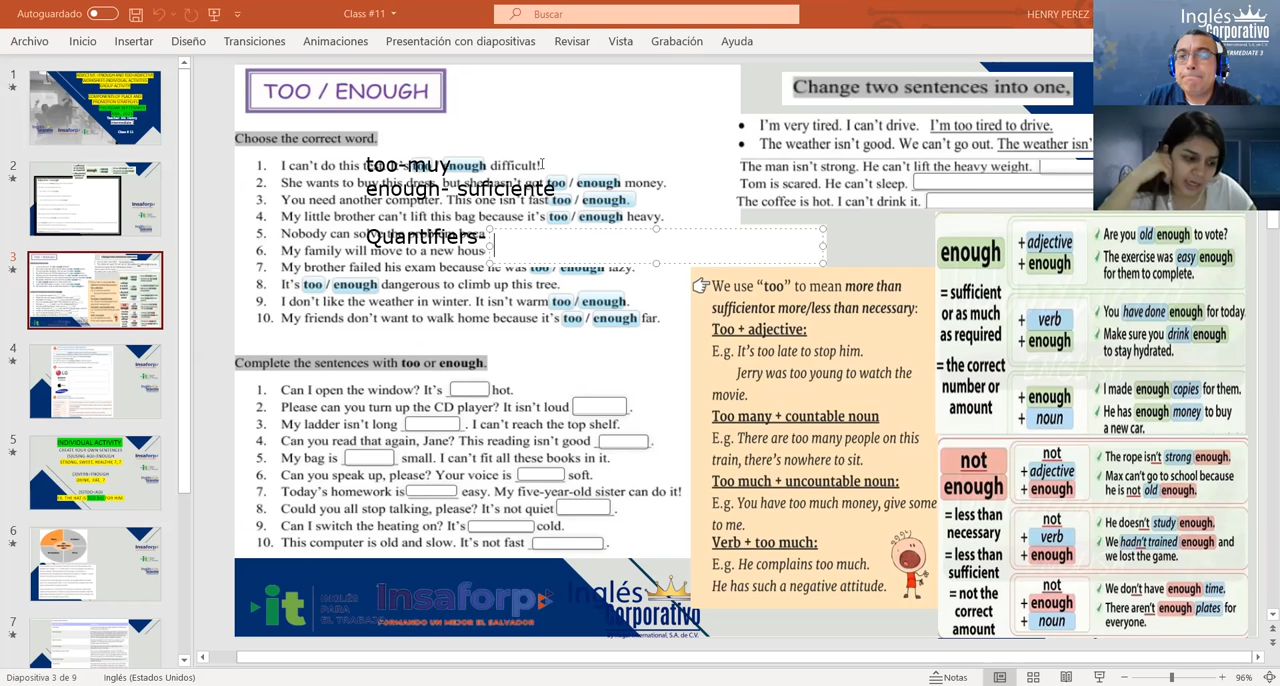 Autoguardado
Class #11
Buscar
HENRY PEREZ
Archivo Inicio Insertar Diseño Transiciones Animaciones Presentación con diapositivas Revisar Vista Grabación Ayuda
Inglés
Corporativo
1
2
3
4
5
6
7
INDIVIDUAL ACTIVITY
TOO / ENOUGH
Choose the correct word.
1. I can't do this enough difficult!
2. She wants to buy this dress, but she hasn't got too / enough money.
3. You need another computer. This one isn't fast too / enough.
4. My little brother can't lift this bag because it's too / enough heavy.
5. Nobody can
6. My family will move to a new house
7. My brother failed his exam because he was too / enough lazy.
8. It's too / enough dangerous to climb up this tree.
9. I don't like the weather in winter. It isn't warm too / enough.
10. My friends don't want to walk home because it's too / enough far.
too-muy
enough- suficiente
Quantifiers-
Complete the sentences with too or enough.
1. Can I open the window? It's hot.
2. Please can you turn up the CD player? It isn't loud .
3. My ladder isn't long . I can't reach the top shelf.
4. Can you read that again, Jane? This recording isn't good .
5. My bag is small. I can't fit all these books in it.
6. Can you speak up, please? Your voice is soft.
7. Today's homework is easy. My five-year-old sister can do it!
8. Could you all stop talking, please? It's not quiet .
9. Can I switch the heating on? It's cold.
10. This computer is old and slow. It's not fast .
Change two sentences into one,
• I'm very tired. I can't drive. I'm too tired to drive.
• The weather isn't good. We can't go out. The weather isn'
The man isn't strong. He can't lift the heavy weight.
Tom is scared. He can't sleep.
The coffee is hot. I can't drink it.
We use "too" to mean more than
sufficientor more/less than necessary:
Too + adjective:
E.g. It's too late to stop him.
Jerry was too young to watch the
movie.
Too many + countable noun
E.g. There are too many people on this
train, there's nowhere to sit.
Too much + uncountable noun:
E.g. You have too much money, give some
to me.
Verb + too much:
E.g. He complains too much.
He has such a negative attitude.
enough
= sufficient
or as much
as required
= the correct
number or
amount
+ adjective
+ enough
Are you old enough to vote?
The exercise was easy enough
for them to complete.
+ verb
+ enough
You have done enough for today.
Make sure you drink enough
to stay hydrated.
+ enough
+ noun
I made enough copies for them.
He has enough money to buy
a new car.
not
enough
= less than
necessary
= less than
sufficient
= not the
correct
amount
not
+ adjective
+ enough
The rope isn't strong enough.
Max can't go to school because
he is not old enough.
not
+ verb
+ enough
He doesn't study enough.
We hadn't trained enough and
we lost the game.
not
+ enough
+ noun
We don't have enough time.
There aren't enough plates for
everyone.
it
INGLÉS
PARA
EL TRABAJO
Insaforp
FORMANDO UN MEJOR EL SALVADOR
Inglés
Corporativo
Diapositiva 3 de 9
Inglés (Estados Unidos)
Notas
96%